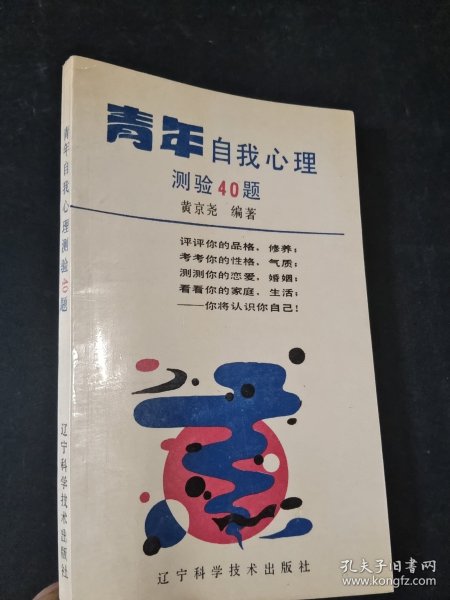 青年自我心理
测验40题
黄京尧 编著
评评你的品格，修养；
考考你的性格，气质；
测测你的恋爱，婚姻；
看看你的家庭，生活；
——你将认识你自己！
辽宁科学技术出版社
青年自我心理测验40题
辽宁科学技术出版社
孔夫子旧书网
www.kongfz.com